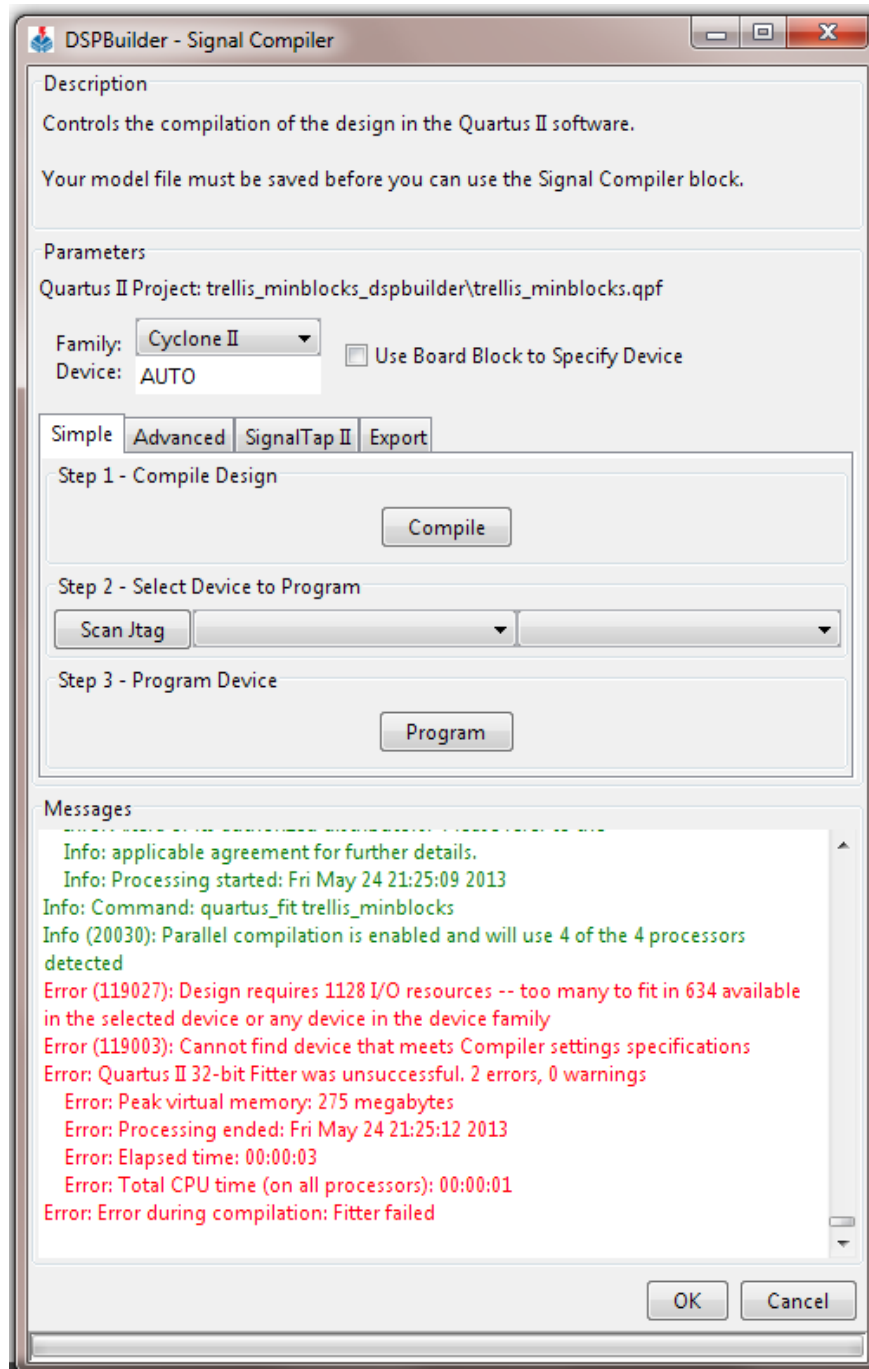 DSPBuilder - Signal Compiler
Description
Controls the compilation of the design in the Quartus II software.
Your model file must be saved before you can use the Signal Compiler block.
Parameters
Quartus II Project: trellis_minblocks_dspbuilder\trellis_minblocks.qpf
Family: Cyclone II
Use Board Block to Specify Device
Device: AUTO
Simple Advanced SignalTap II Export
Step 1 - Compile Design
Compile
Step 2 - Select Device to Program
Scan Jtag
Step 3 - Program Device
Program
Messages
Info: applicable agreement for further details.
Info: Processing started: Fri May 24 21:25:09 2013
Info: Command: quartus_fit trellis_minblocks
Info (20030): Parallel compilation is enabled and will use 4 of the 4 processors
detected
Error (119027): Design requires 1128 I/O resources -- too many to fit in 634 available
in the selected device or any device in the device family
Error (119003): Cannot find device that meets Compiler settings specifications
Error: Quartus II 32-bit Fitter was unsuccessful. 2 errors, 0 warnings
Error: Peak virtual memory: 275 megabytes
Error: Processing ended: Fri May 24 21:25:12 2013
Error: Elapsed time: 00:00:03
Error: Total CPU time (on all processors): 00:00:01
Error: Error during compilation: Fitter failed
OK Cancel